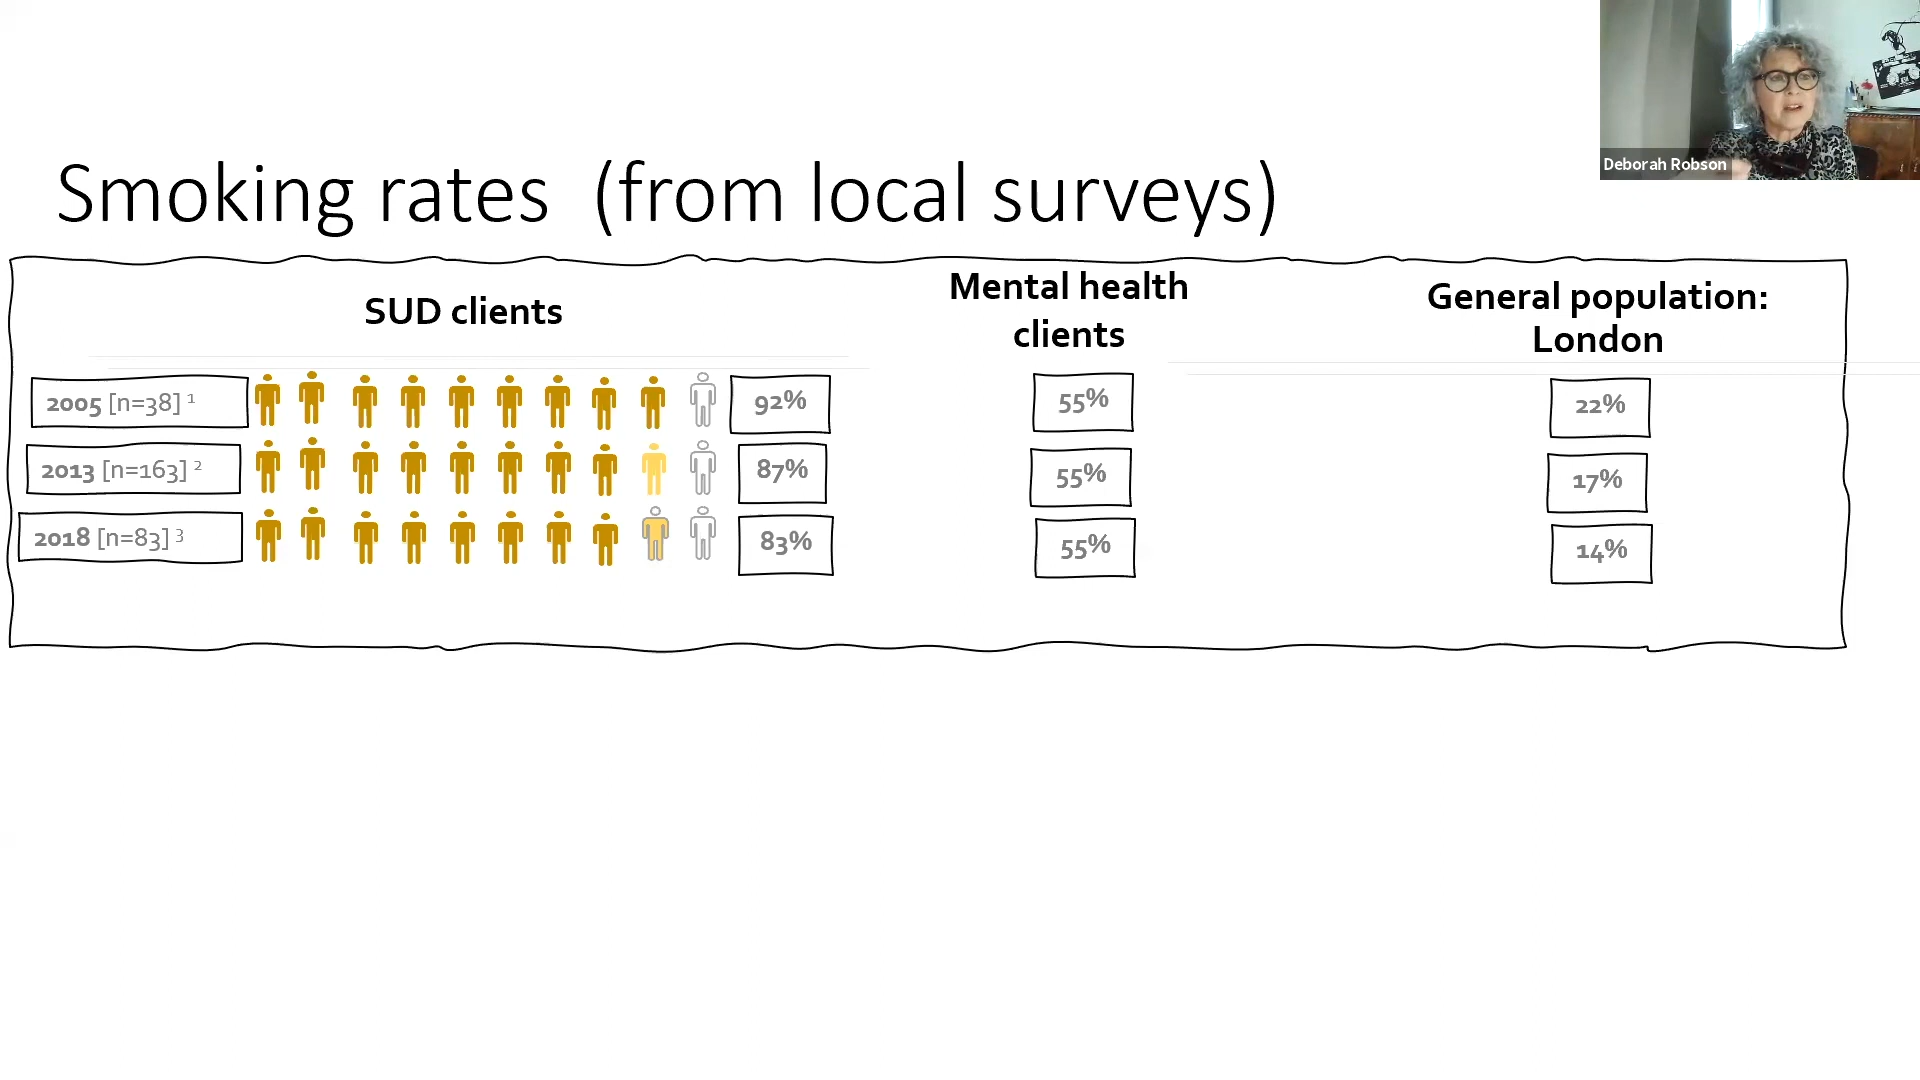 Deborah Robson
Smoking rates (from local surveys)
SUD clients
Mental health
clients
General population:
London
2005 [n=38] 1
92%
55%
22%
2013 [n=163] 2
87%
55%
17%
2018 [n=83] 3
83%
55%
14%